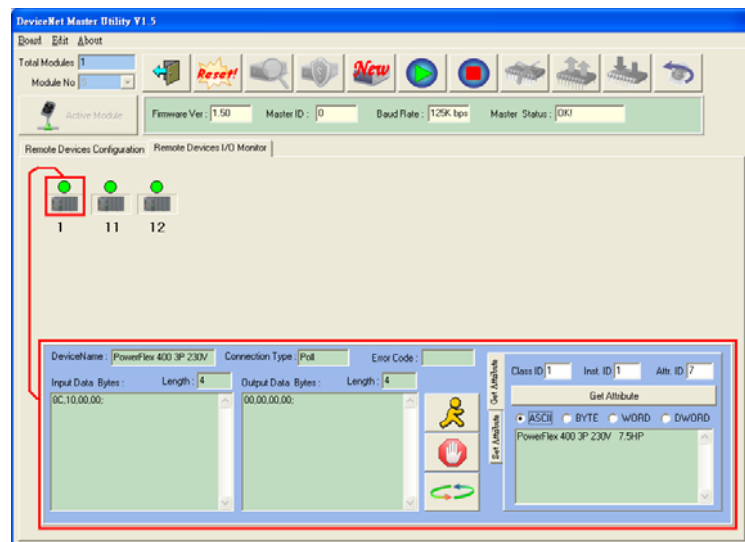 DeviceNet Master Utility V1.5
Board Edit About
Total Modules 1
Module No
Reset!
New
Active Module
Firmware Ver : 1.50 Master ID : 0 Baud Rate : 125K bps Master Status : OK!
Remote Devices Configuration Remote Devices I/O Monitor
1 11 12
DeviceName : PowerFlex 400 3P 230V Connection Type : Poll Error Code :
Input Data Bytes : Length : 4 Output Data Bytes : Length : 4
8C,10,00,00;
00,00,00,00;
Get Attribute
Set Attribute
Class ID 1 Inst. ID 1 Attr. ID 7
Get Attribute
ASCII BYTE WORD DWORD
PowerFlex 400 3P 230V 7.5HP